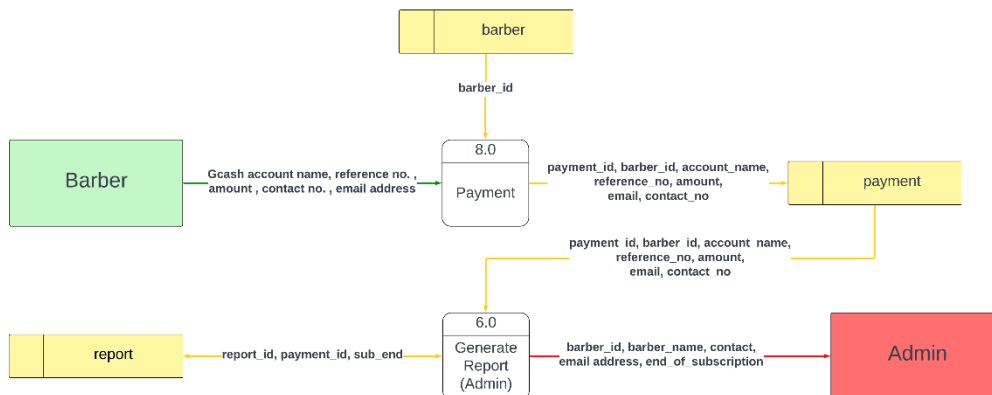 barber
barber_id
8.0
Barber
Gcash account name, reference no. ,
amount , contact no. , email address
Payment
payment_id, barber_id, account_name,
reference_no, amount,
email, contact_no
payment
payment_id, barber_id, account_name,
reference_no, amount,
email, contact_no
6.0
report
report_id, payment_id, sub_end
Generate
Report
(Admin)
barber_id, barber_name, contact,
email address, end_of_subscription
Admin